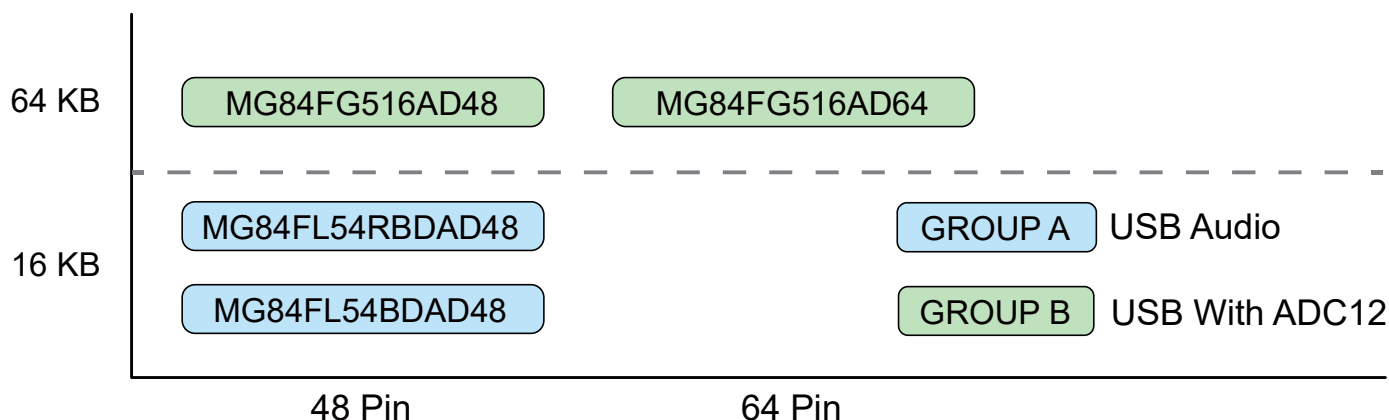 64 KB
MG84FG516AD48
MG84FG516AD64
MG84FL54RBDAD48
GROUP A USB Audio
16 KB
MG84FL54BDAD48
GROUP B USB With ADC12
48 Pin
64 Pin